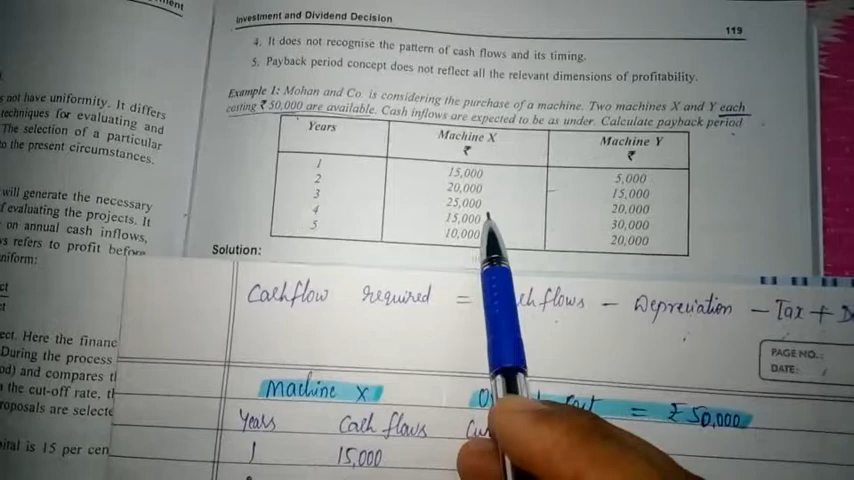 Investment and Dividend Decision
119
4. It does not recognise the pattern of cash flows and its timing.
5. Payback period concept does not reflect all the relevant dimensions of profitability.
Example 1: Mohan and Co. is considering the purchase of a machine. Two machines X and Y each
costing ₹ 50,000 are available. Cash inflows are expected to be as under. Calculate payback period
Years Machine X Machine Y
₹ ₹
1 15,000 5,000
2 20,000 15,000
3 25,000 20,000
4 15,000 30,000
5 10,000 20,000
Solution:
s not have uniformity. It differs
techniques for evaluating and
The selection of a particular
to the present circumstances.
will generate the necessary
f evaluating the projects. It
on annual cash inflows,
refers to profit before
niform:
ect. Here the finance
During the process
od) and compares
the cut-off rate,
roposals are selecte
ital is 15 per cen
Cashflow required = flows – Depreciation – Tax +
PAGE NO.:
DATE:
Machine X = ₹50,000
Years Cash flows
1 15,000